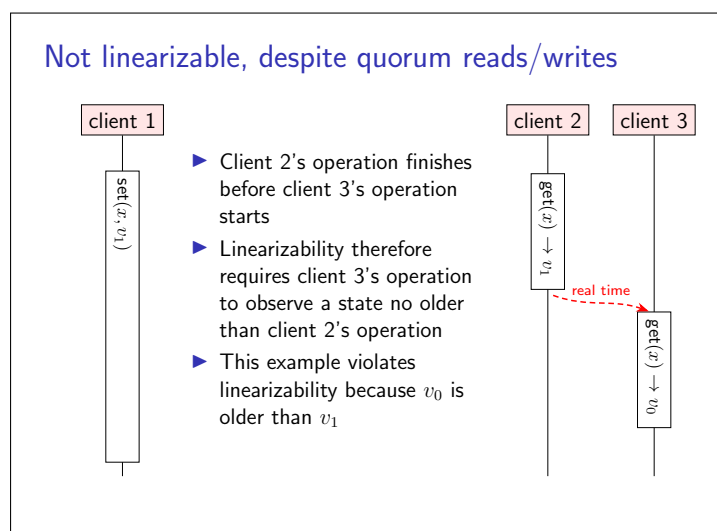 Not linearizable, despite quorum reads/writes
client 1
client 2
client 3
set(x, v₁)
▶ Client 2's operation finishes
before client 3's operation
starts
▶ Linearizability therefore
requires client 3's operation
to observe a state no older
than client 2's operation
▶ This example violates
linearizability because v₀ is
older than v₁
get(x) → v₁
real time
get(x) → v₀